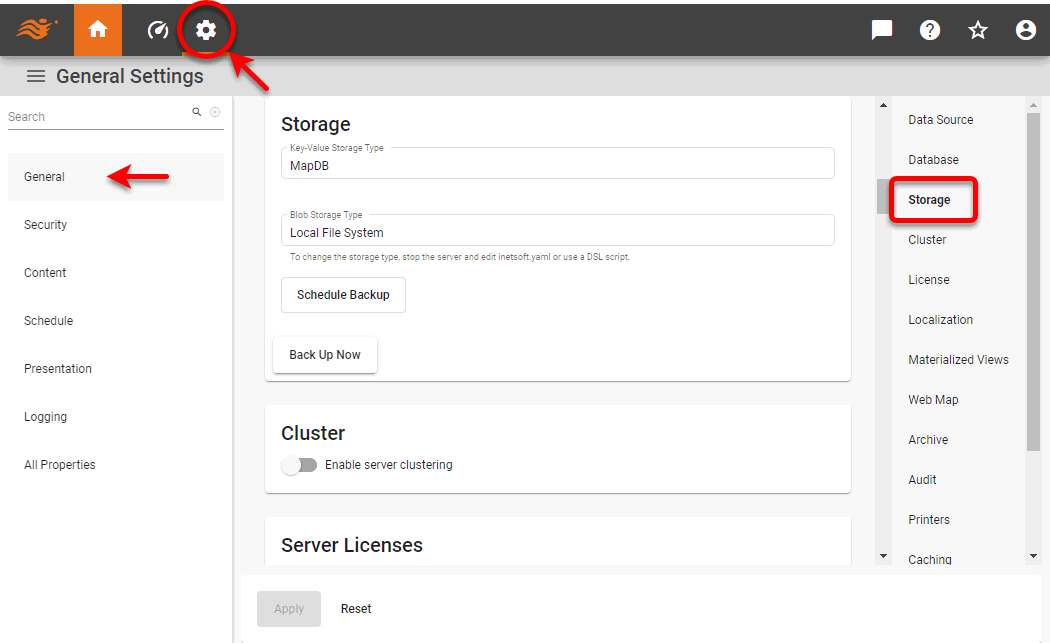 General Settings
Search
General
Security
Content
Schedule
Presentation
Logging
All Properties
Storage
Key-Value Storage Type
MapDB
Blob Storage Type
Local File System
To change the storage type, stop the server and edit inetsoft.yaml or use a DSL script.
Schedule Backup
Back Up Now
Cluster
Enable server clustering
Server Licenses
Apply
Reset
Data Source
Database
Storage
Cluster
License
Localization
Materialized Views
Web Map
Archive
Audit
Printers
Caching